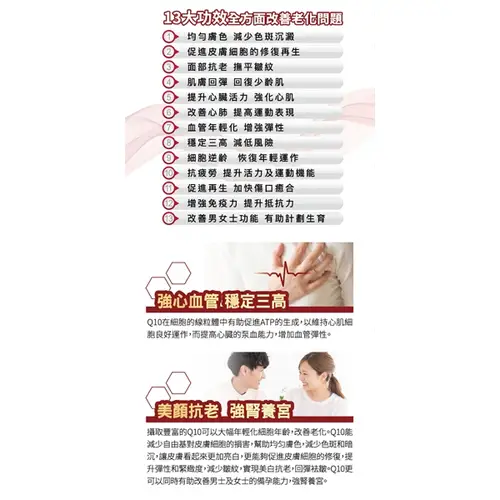 13大功效全方面改善老化問題
1 均勻膚色 減少色斑沉澱
2 促進皮膚細胞的修復再生
3 面部抗老 撫平皺紋
4 肌膚回彈 回復少齡肌
5 提升心臟活力 強化心肌
6 改善心肺 提高運動表現
7 血管年輕化 增強彈性
8 穩定三高 減低風險
9 細胞逆齡 恢復年輕運作
10 抗疲勞 提升活力及運動機能
11 促進再生 加快傷口癒合
12 增強免疫力 提升抵抗力
13 改善男女士功能 有助計劃生育
強心血管、穩定三高
Q10在細胞的線粒體中有助促進ATP的生成,以維持心肌細
胞良好運作,而提高心臟的泵血能力,增加血管彈性。
美顏抗老 強腎養宮
攝取豐富的Q10可以大幅年輕化細胞年齡,改善老化。Q10能
減少自由基對皮膚細胞的損害,幫助均勻膚色,減少色斑和暗
沉,讓皮膚看起來更加亮白,更能夠促進皮膚細胞的修復,提
升彈性和緊緻度,減少皺紋,實現美白抗老,回彈袪皺。Q10更
可以同時有助改善男士及女士的備孕能力,強腎養宮。